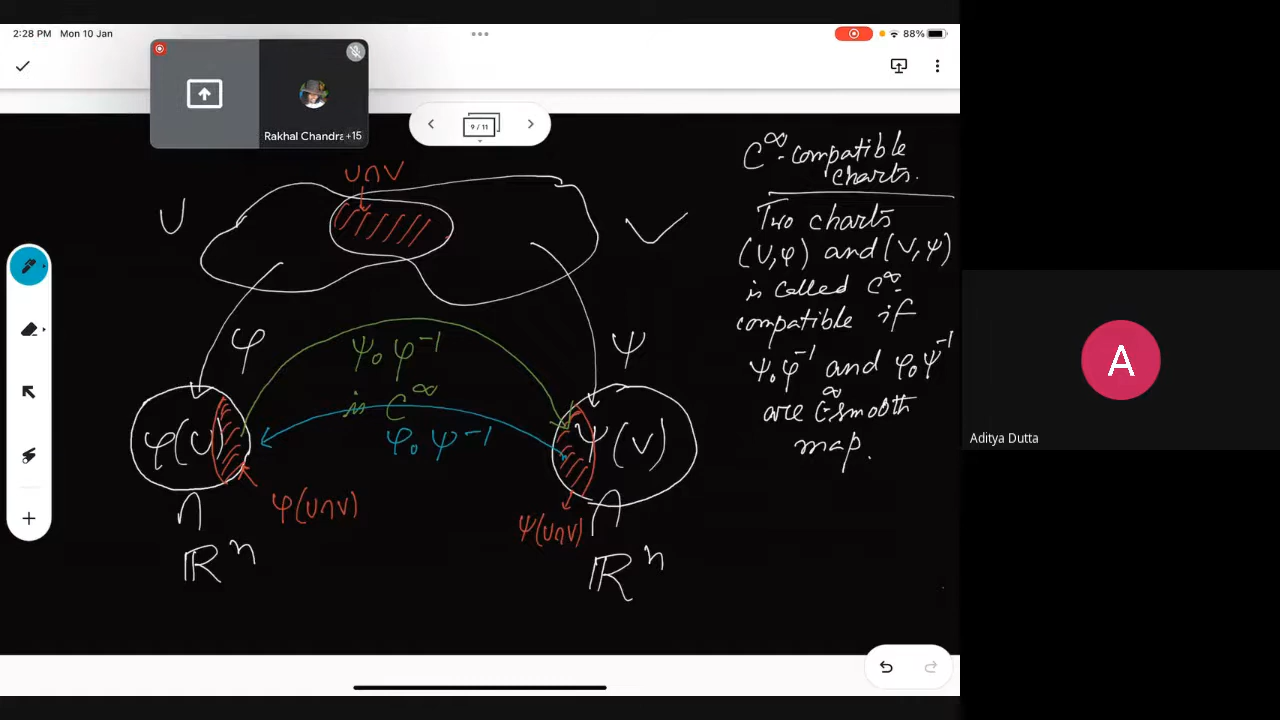 2:28 PM Mon 10 Jan
88%
Rakhal Chandra +15
9 / 11
U∩V
U
V
φ
ψ
ψ∘φ⁻¹
is C^∞
φ∘ψ⁻¹
φ(U)
ψ(V)
φ(U∩V)
ψ(U∩V)
∩
∩
ℝⁿ
ℝⁿ
C^∞-compatible
charts.
Two charts
(U,φ) and (V,ψ)
is called C^∞-
compatible if
ψ∘φ⁻¹ and φ∘ψ⁻¹
are C^∞-smooth
map.
A
Aditya Dutta